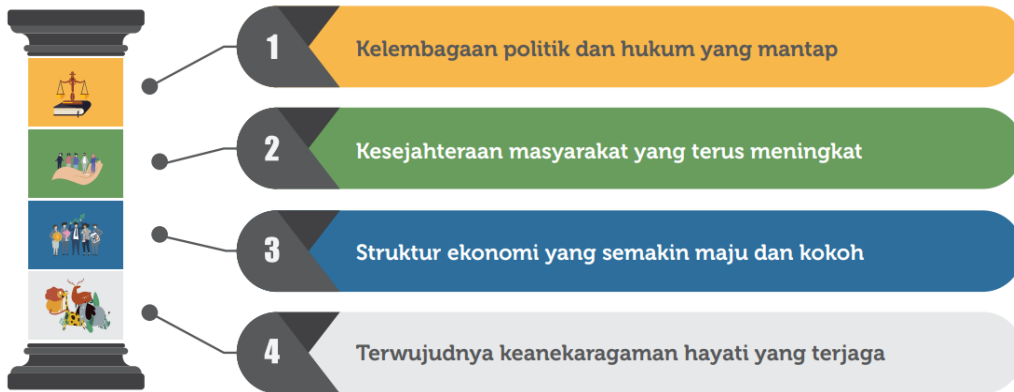 1
Kelembagaan politik dan hukum yang mantap
2
Kesejahteraan masyarakat yang terus meningkat
3
Struktur ekonomi yang semakin maju dan kokoh
4
Terwujudnya keanekaragaman hayati yang terjaga